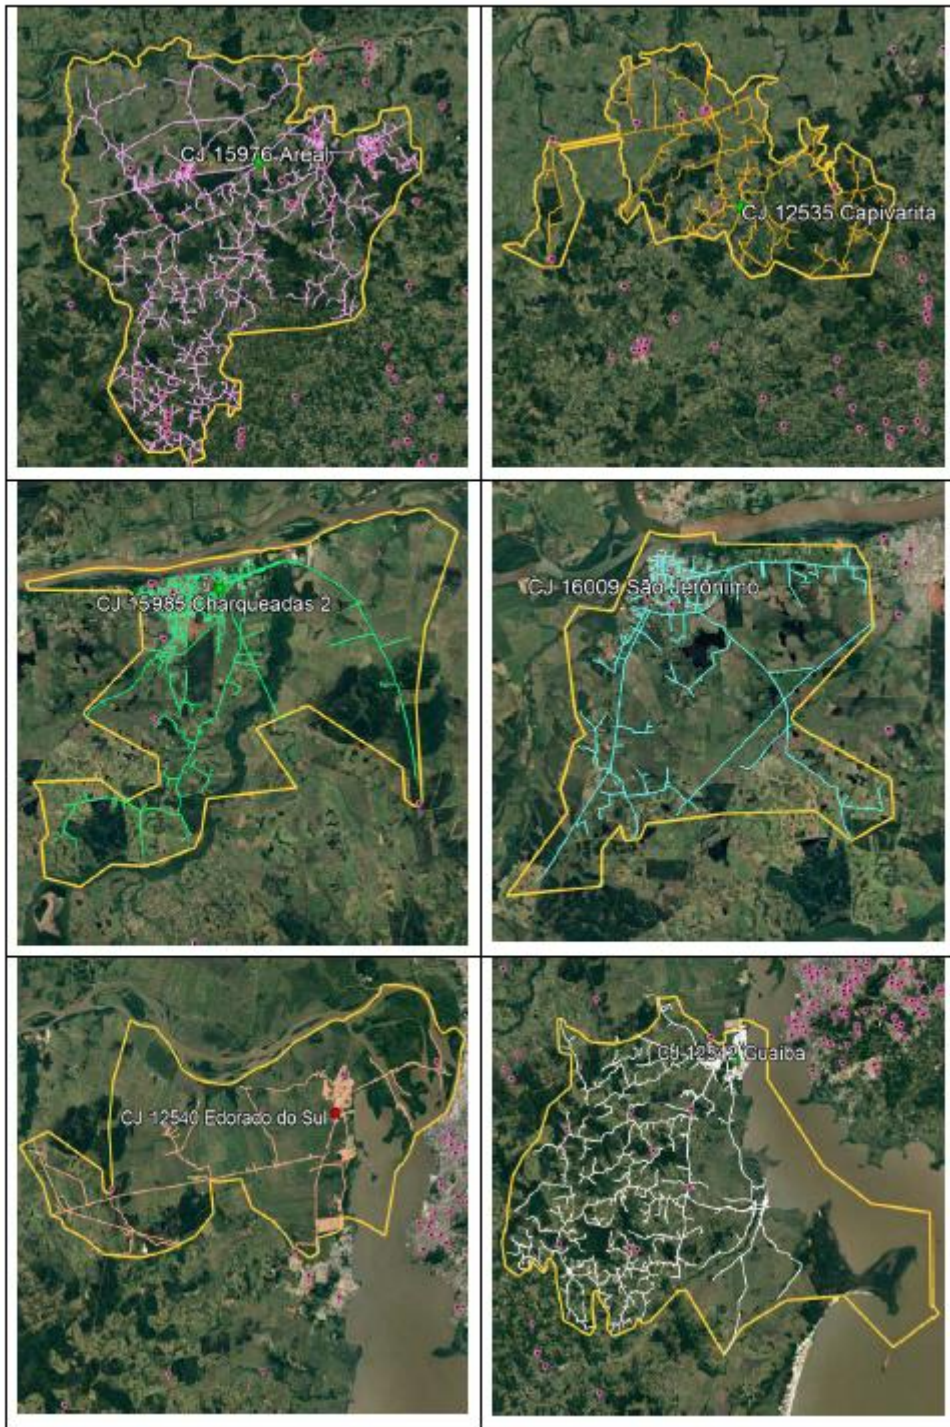 CJ 15976 Areal
CJ 12535 Capivarita
CJ 15985 Charqueadas 2
CJ 16009 São Jerônimo
CJ 12540 Edorado do Sul
CJ 12512 Guaiba